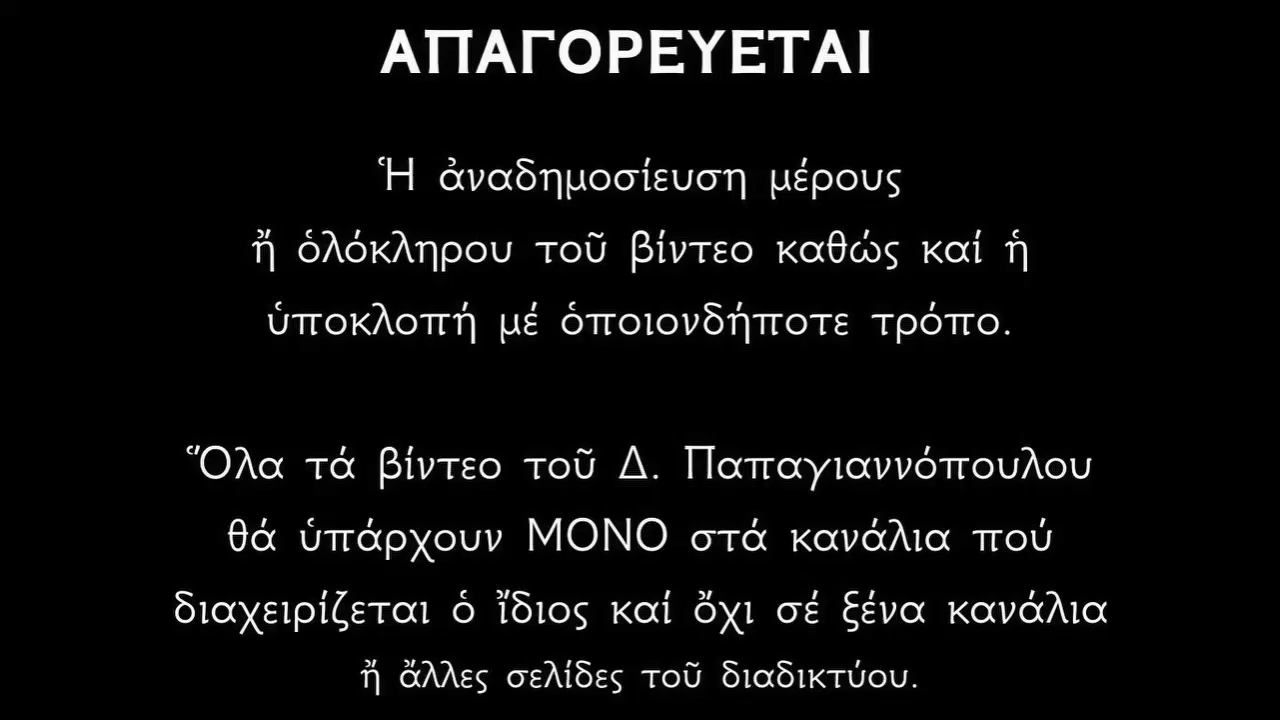 ΑΠΑΓΟΡΕΥΕΤΑΙ
Ἡ ἀναδημοσίευση μέρους
ἤ ὁλόκληρου τοῦ βίντεο καθώς καί ἡ
ὑποκλοπή μέ ὁποιονδήποτε τρόπο.
Ὅλα τά βίντεο τοῦ Δ. Παπαγιαννόπουλου
θά ὑπάρχουν ΜΟΝΟ στά κανάλια πού
διαχειρίζεται ὁ ἴδιος καί ὄχι σέ ξένα κανάλια
ἤ ἄλλες σελίδες τοῦ διαδικτύου.